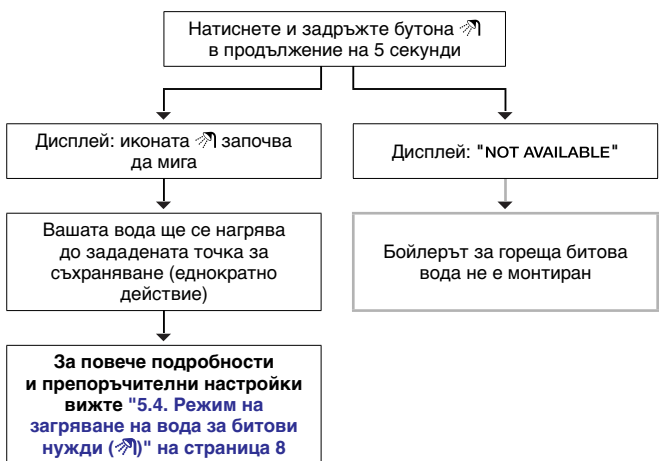 Натиснете и задръжте бутона
в продължение на 5 секунди
Дисплей: иконата започва
да мига
Дисплей: "NOT AVAILABLE"
Вашата вода ще се нагрява
до зададената точка за
съхраняване (еднократно
действие)
Бойлерът за гореща битова
вода не е монтиран
За повече подробности
и препоръчителни настройки
вижте "5.4. Режим на
загряване на вода за битови
нужди ()" на страница 8